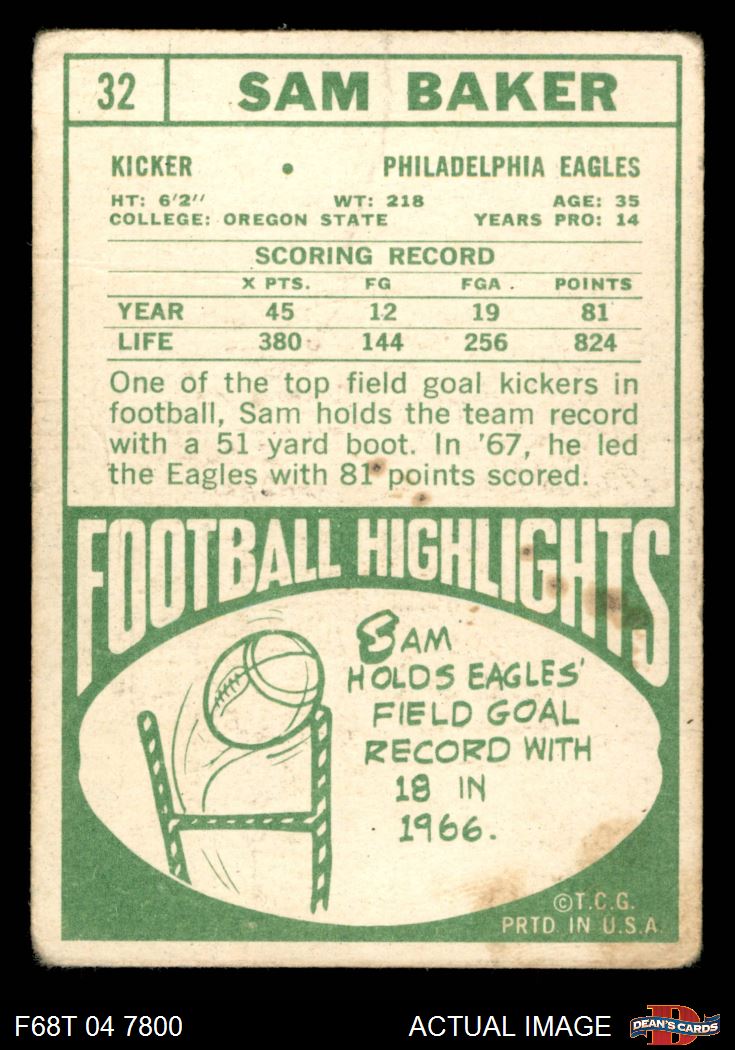 32 SAM BAKER
KICKER • PHILADELPHIA EAGLES
HT: 6'2" WT: 218 AGE: 35
COLLEGE: OREGON STATE YEARS PRO: 14
SCORING RECORD
X PTS. FG FGA. POINTS
YEAR 45 12 19 81
LIFE 380 144 256 824
One of the top field goal kickers in
football, Sam holds the team record
with a 51 yard boot. In '67, he led
the Eagles with 81 points scored.
FOOTBALL HIGHLIGHTS
SAM
HOLDS EAGLES'
FIELD GOAL
RECORD WITH
18 IN
1966.
©T.C.G.
PRTD IN U.S.A.
F68T 04 7800 ACTUAL IMAGE D DEAN'S CARDS